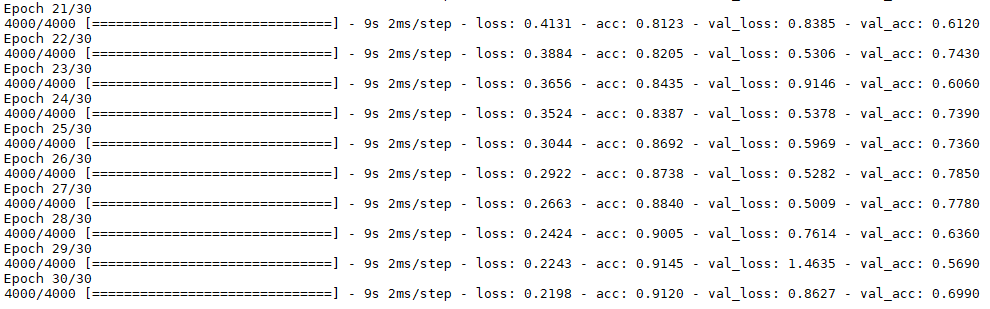 Epoch 21/30
4000/4000 [==============================] - 9s 2ms/step - loss: 0.4131 - acc: 0.8123 - val_loss: 0.8385 - val_acc: 0.6120
Epoch 22/30
4000/4000 [==============================] - 9s 2ms/step - loss: 0.3884 - acc: 0.8205 - val_loss: 0.5306 - val_acc: 0.7430
Epoch 23/30
4000/4000 [==============================] - 9s 2ms/step - loss: 0.3656 - acc: 0.8435 - val_loss: 0.9146 - val_acc: 0.6060
Epoch 24/30
4000/4000 [==============================] - 9s 2ms/step - loss: 0.3524 - acc: 0.8387 - val_loss: 0.5378 - val_acc: 0.7390
Epoch 25/30
4000/4000 [==============================] - 9s 2ms/step - loss: 0.3044 - acc: 0.8692 - val_loss: 0.5969 - val_acc: 0.7360
Epoch 26/30
4000/4000 [==============================] - 9s 2ms/step - loss: 0.2922 - acc: 0.8738 - val_loss: 0.5282 - val_acc: 0.7850
Epoch 27/30
4000/4000 [==============================] - 9s 2ms/step - loss: 0.2663 - acc: 0.8840 - val_loss: 0.5009 - val_acc: 0.7780
Epoch 28/30
4000/4000 [==============================] - 9s 2ms/step - loss: 0.2424 - acc: 0.9005 - val_loss: 0.7614 - val_acc: 0.6360
Epoch 29/30
4000/4000 [==============================] - 9s 2ms/step - loss: 0.2243 - acc: 0.9145 - val_loss: 1.4635 - val_acc: 0.5690
Epoch 30/30
4000/4000 [==============================] - 9s 2ms/step - loss: 0.2198 - acc: 0.9120 - val_loss: 0.8627 - val_acc: 0.6990